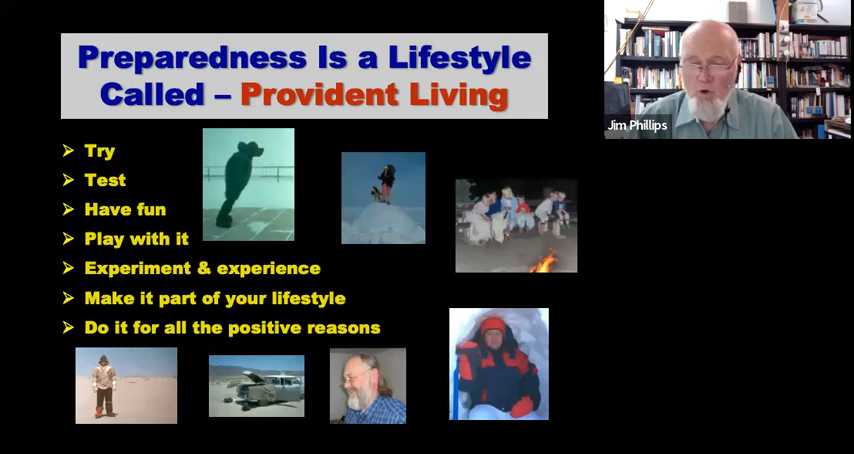 Preparedness Is a Lifestyle
Called – Provident Living
➢ Try
➢ Test
➢ Have fun
➢ Play with it
➢ Experiment & experience
➢ Make it part of your lifestyle
➢ Do it for all the positive reasons
Jim Phillips